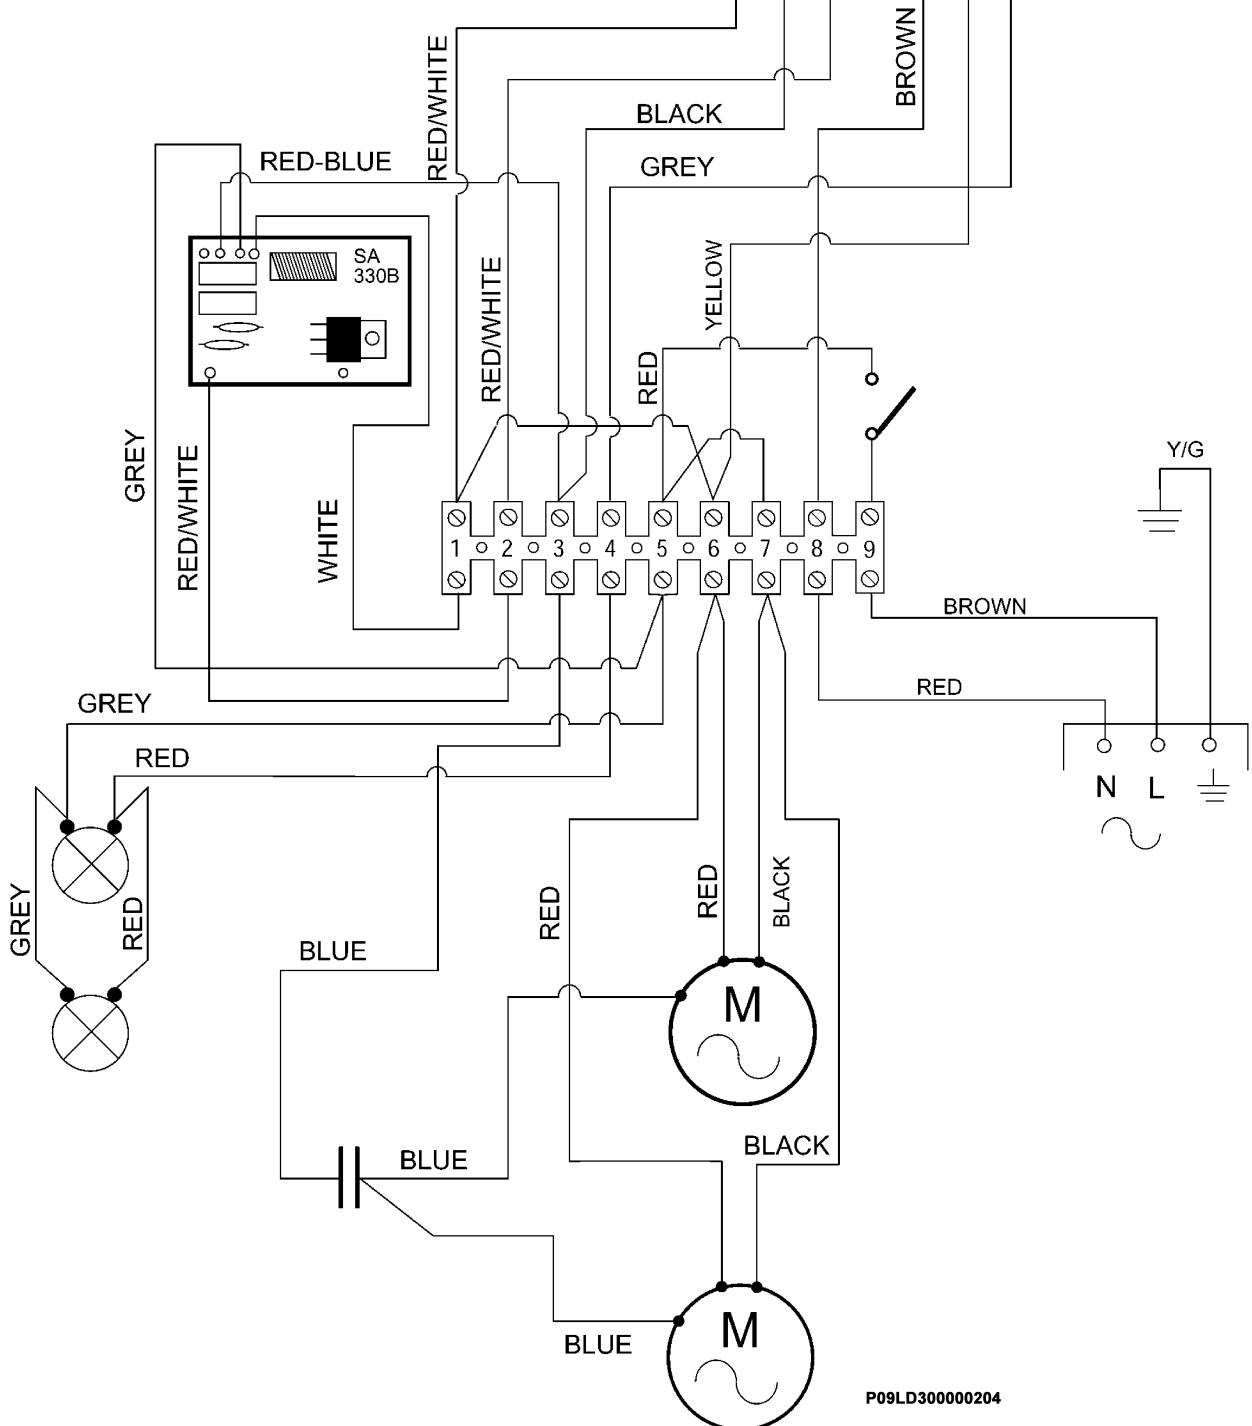 BROWN
RED/WHITE
BLACK
RED-BLUE
GREY
SA
330B
YELLOW
RED/WHITE
RED
GREY
RED/WHITE
WHITE
Y/G
1 2 3 4 5 6 7 8 9
BROWN
RED
GREY
RED
N L
GREY
RED
RED
RED
BLACK
BLUE
M
BLUE
BLACK
M
BLUE
P09LD300000204